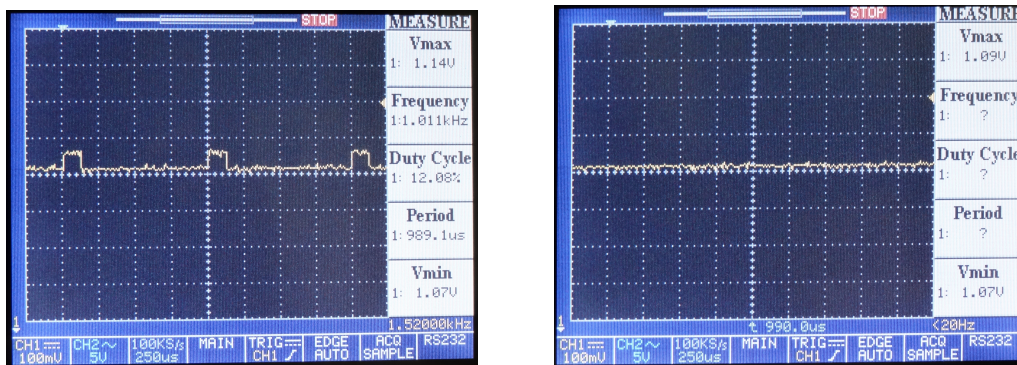 STOP
MEASURE
Vmax
1: 1.14V
Frequency
1:1.011kHz
Duty Cycle
1: 12.08%
Period
1:989.1us
Vmin
1: 1.07V
1
1.52000kHz
CH1 CH2 100KS/s MAIN TRIG EDGE ACQ RS232
100mV 5V 250us CH1 AUTO SAMPLE
STOP
MEASURE
Vmax
1: 1.09V
Frequency
1: ?
Duty Cycle
1: ?
Period
1: ?
Vmin
1: 1.07V
1
990.0us <20Hz
CH1 CH2 100KS/s MAIN TRIG EDGE ACQ RS232
100mV 5V 250us CH1 AUTO SAMPLE